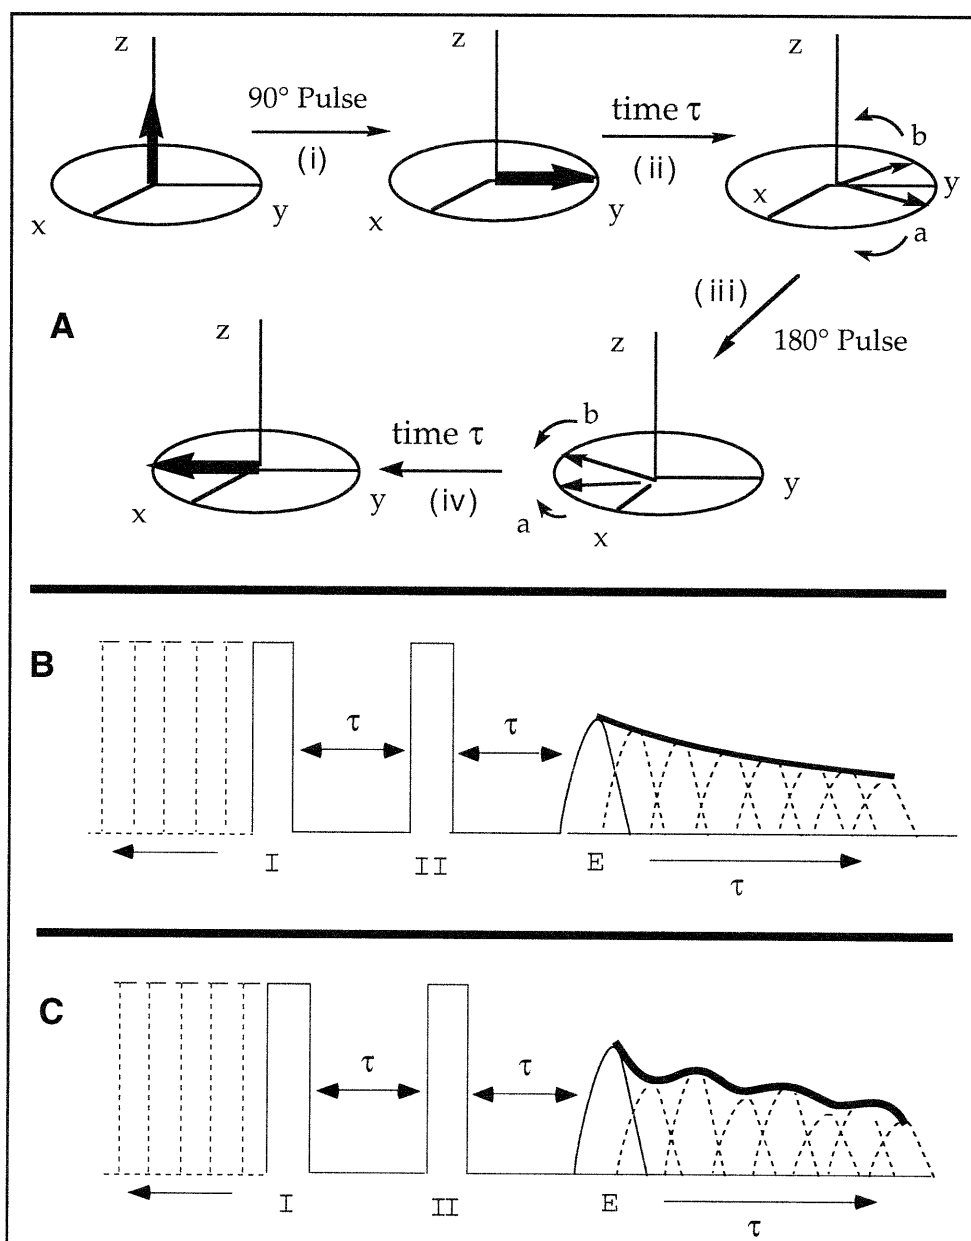 z
90° Pulse
(i)
x
y
z
time τ
(ii)
x
y
z
b
x
y
a
(iii)
180° Pulse
A
z
time τ
(iv)
x
y
z
b
a
x
y
B
τ
τ
I
II
E
τ
C
τ
τ
I
II
E
τ